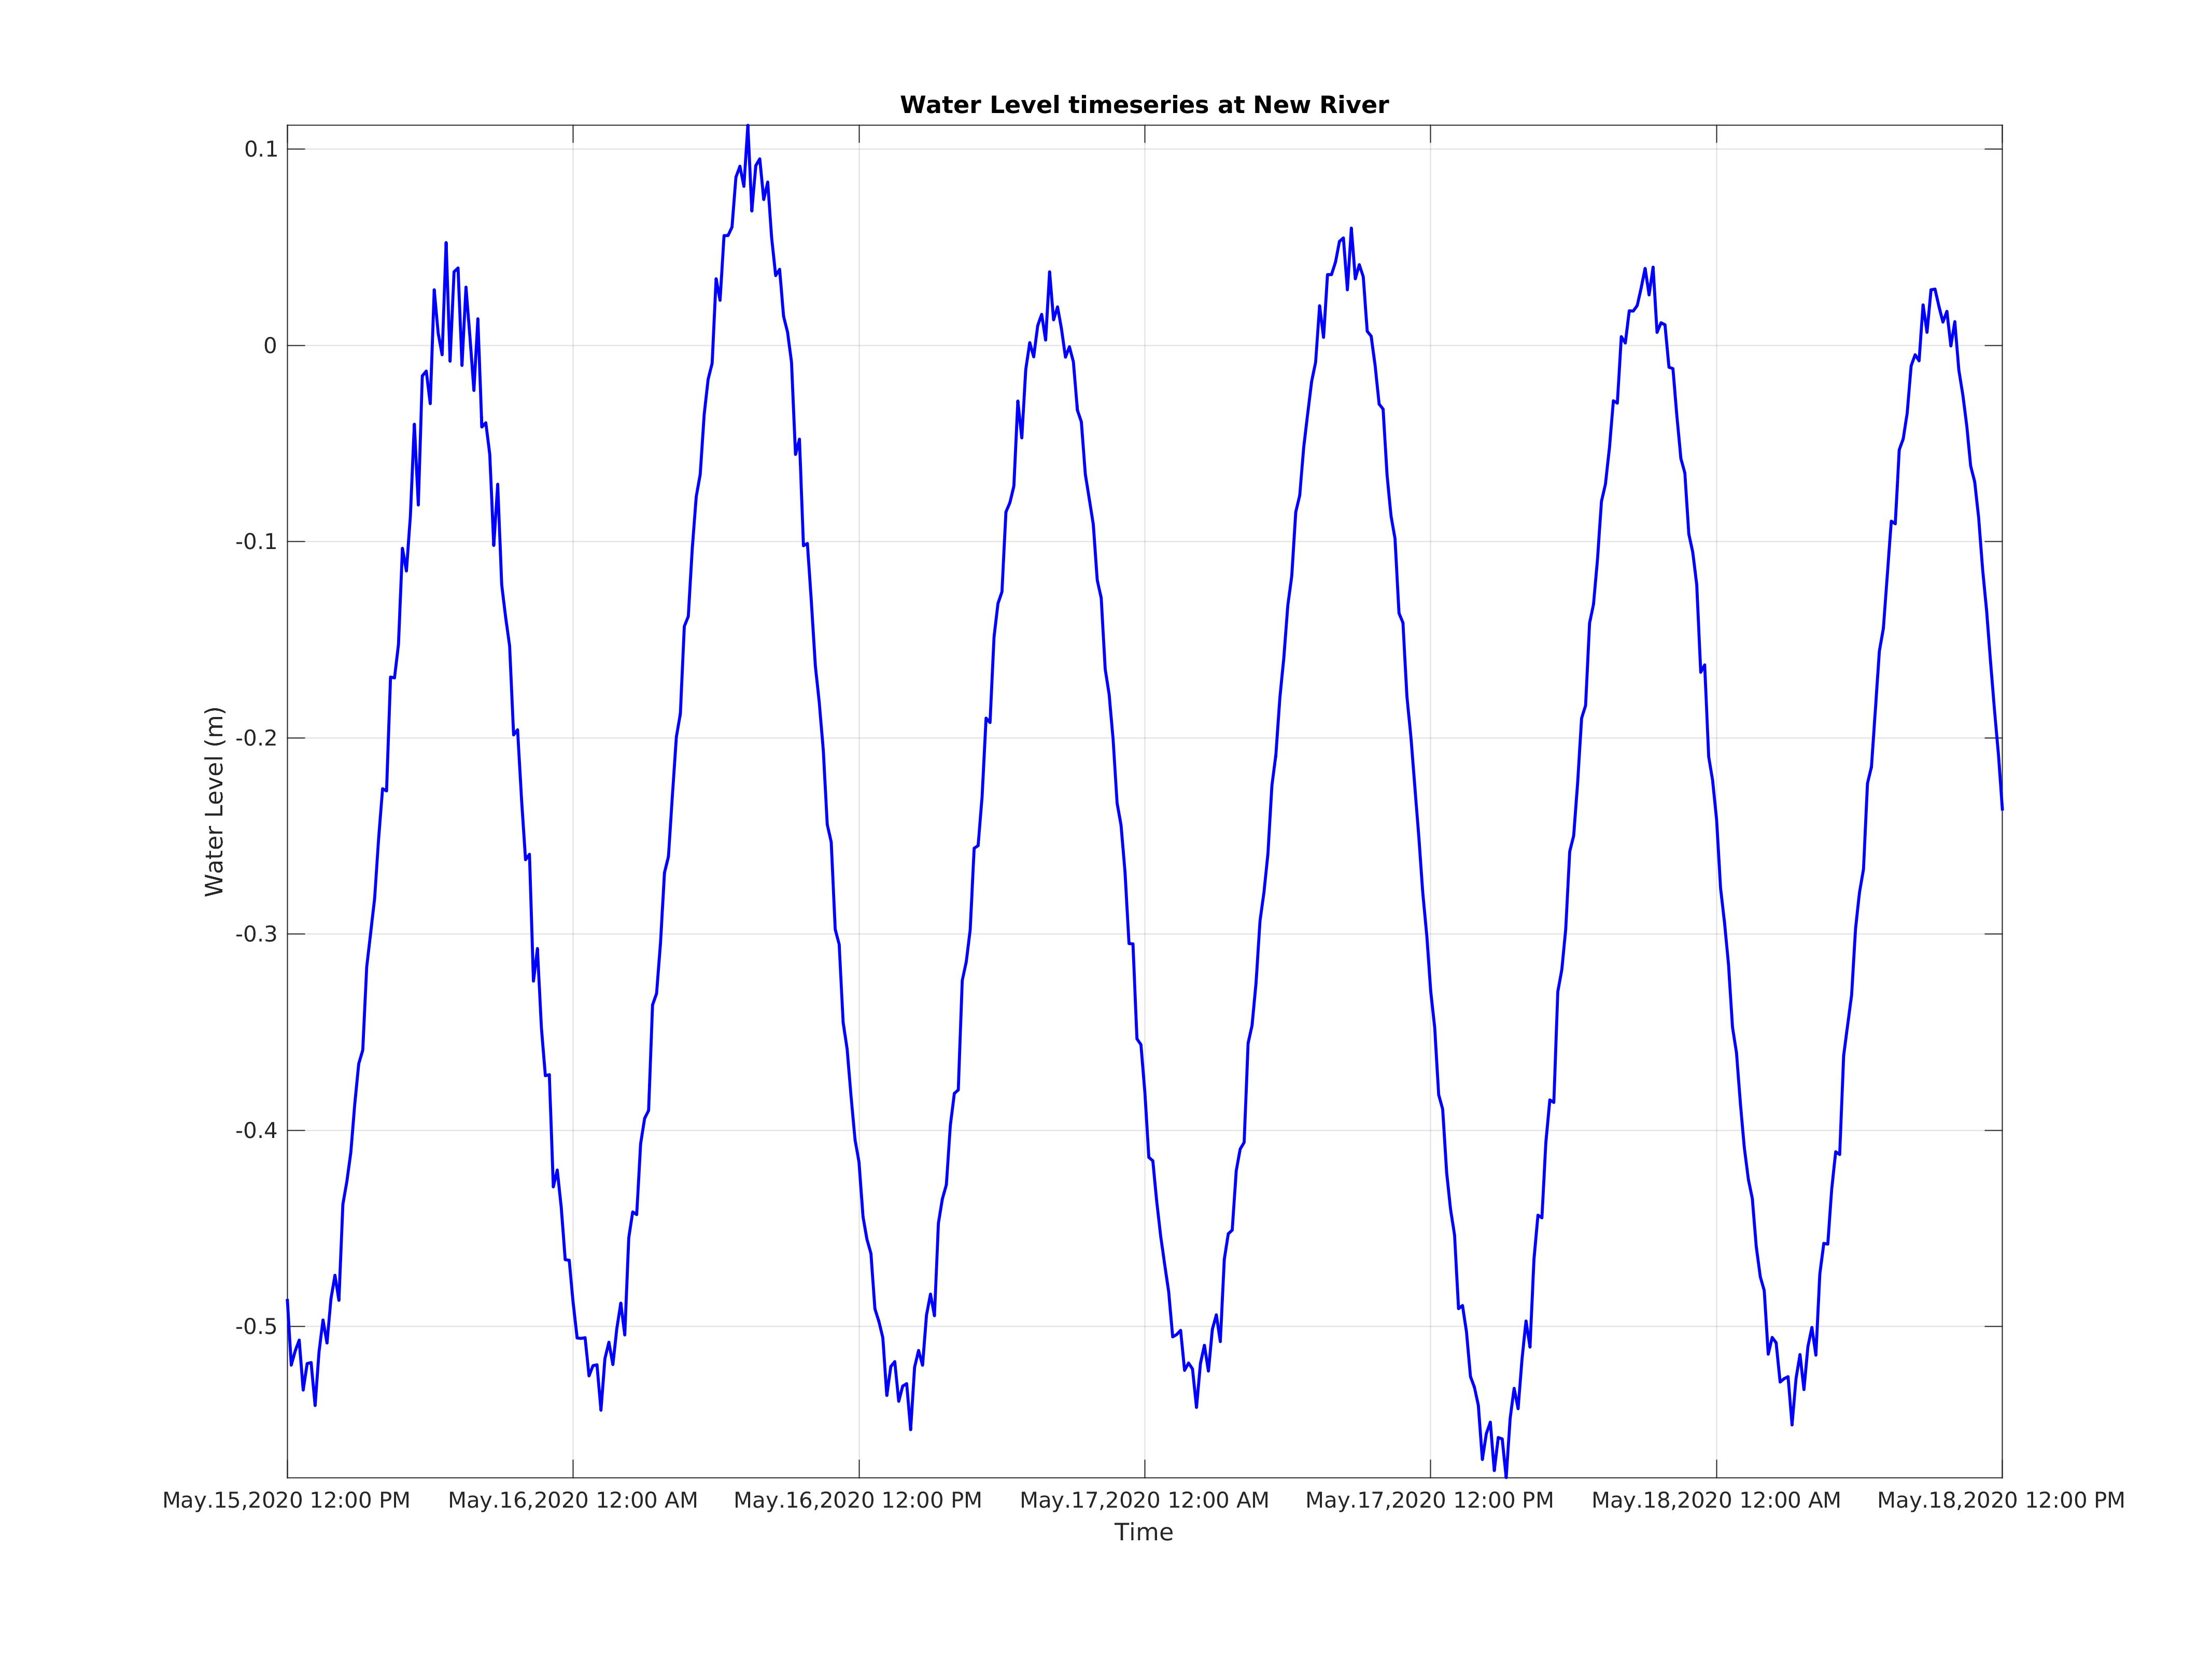 Water Level timeseries at New River
0.1
0
-0.1
-0.2
-0.3
-0.4
-0.5
Water Level (m)
May.15,2020 12:00 PM
May.16,2020 12:00 AM
May.16,2020 12:00 PM
May.17,2020 12:00 AM
May.17,2020 12:00 PM
May.18,2020 12:00 AM
May.18,2020 12:00 PM
Time